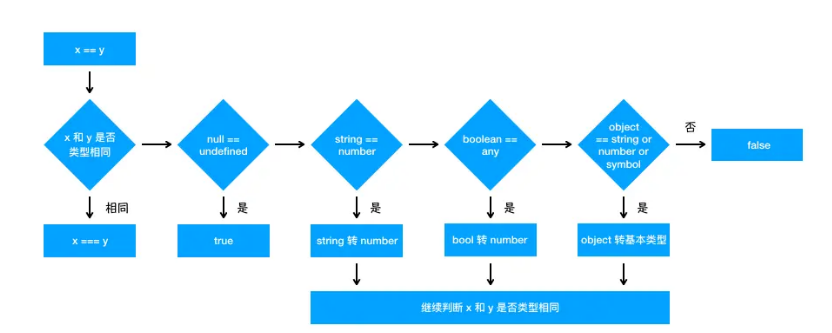 x == y
x 和 y 是否
类型相同
null ==
undefined
string ==
number
boolean ==
any
object
== string or
number or
symbol
否
false
相同
是
是
是
是
x === y
true
string 转 number
bool 转 number
object 转基本类型
继续判断 x 和 y 是否类型相同